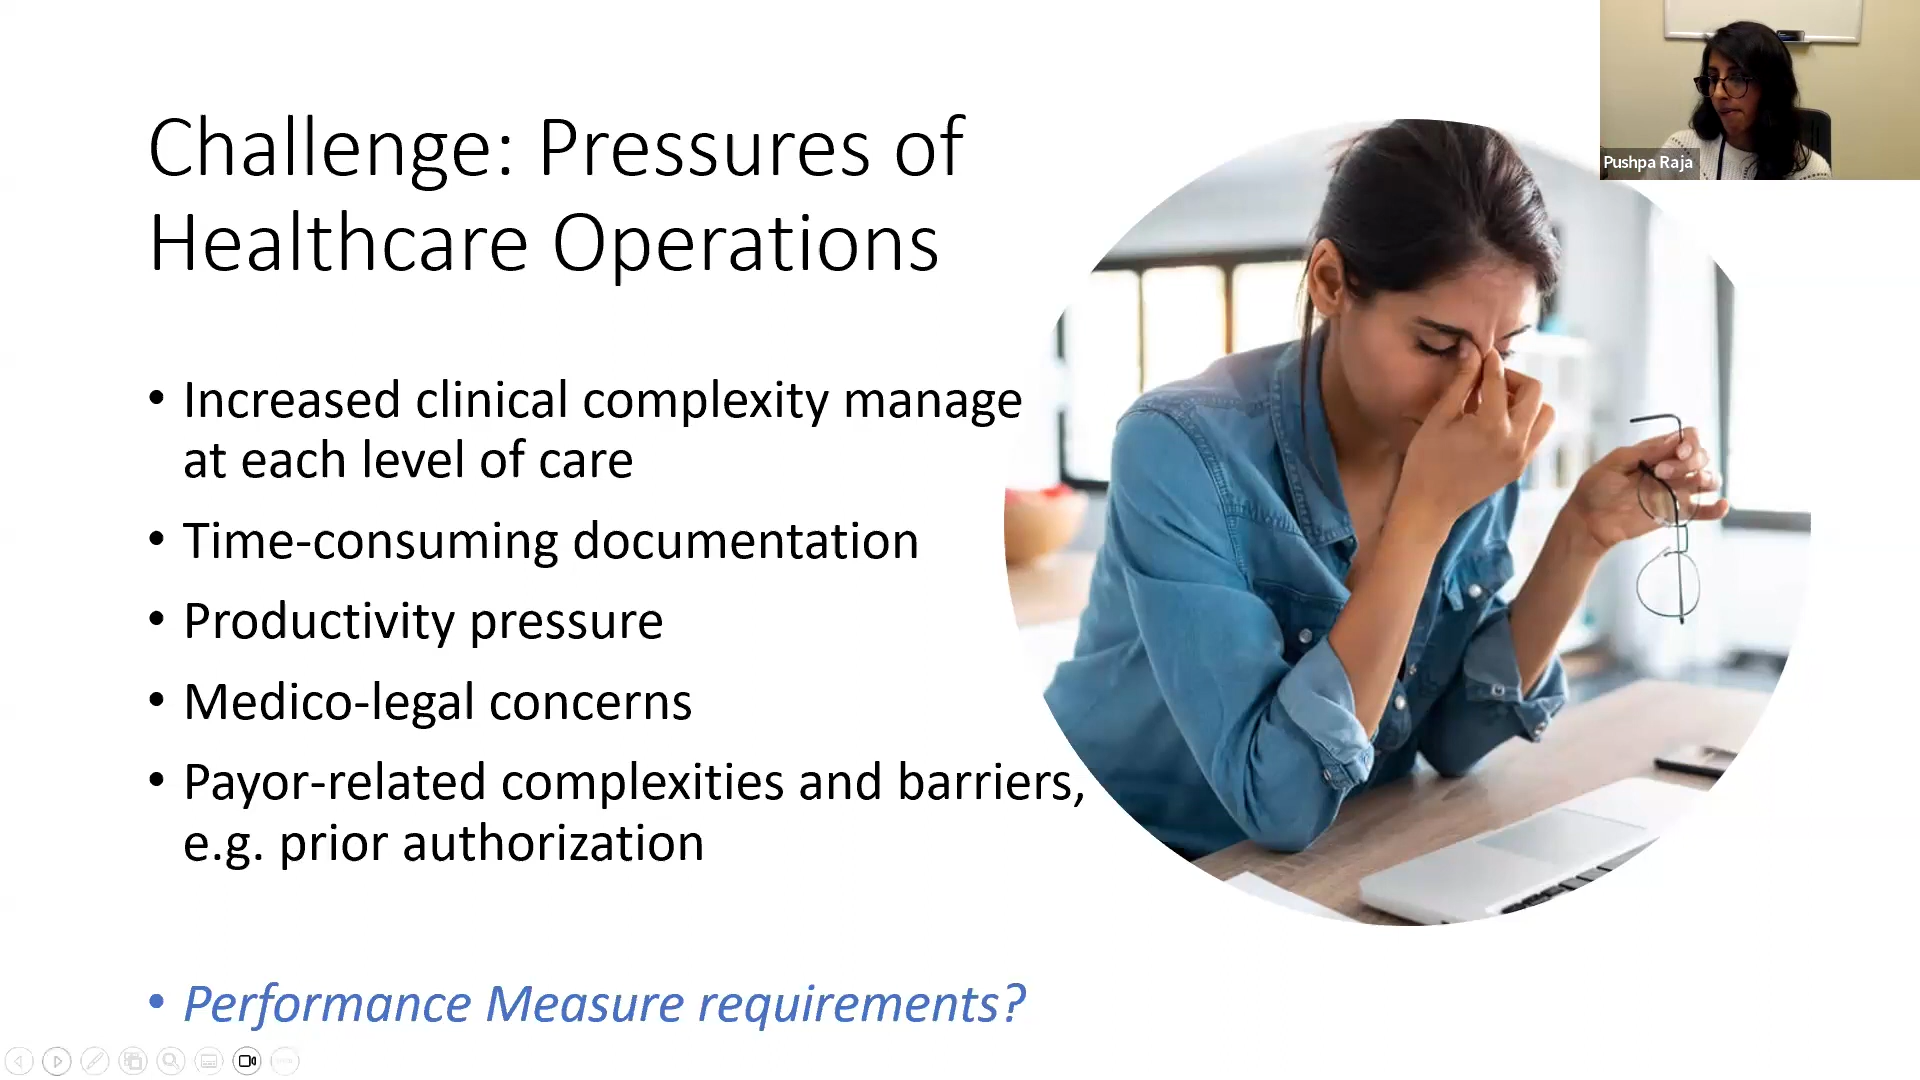 Challenge: Pressures of
Healthcare Operations
• Increased clinical complexity manage
at each level of care
• Time-consuming documentation
• Productivity pressure
• Medico-legal concerns
• Payor-related complexities and barriers,
e.g. prior authorization
• Performance Measure requirements?
Pushpa Raja